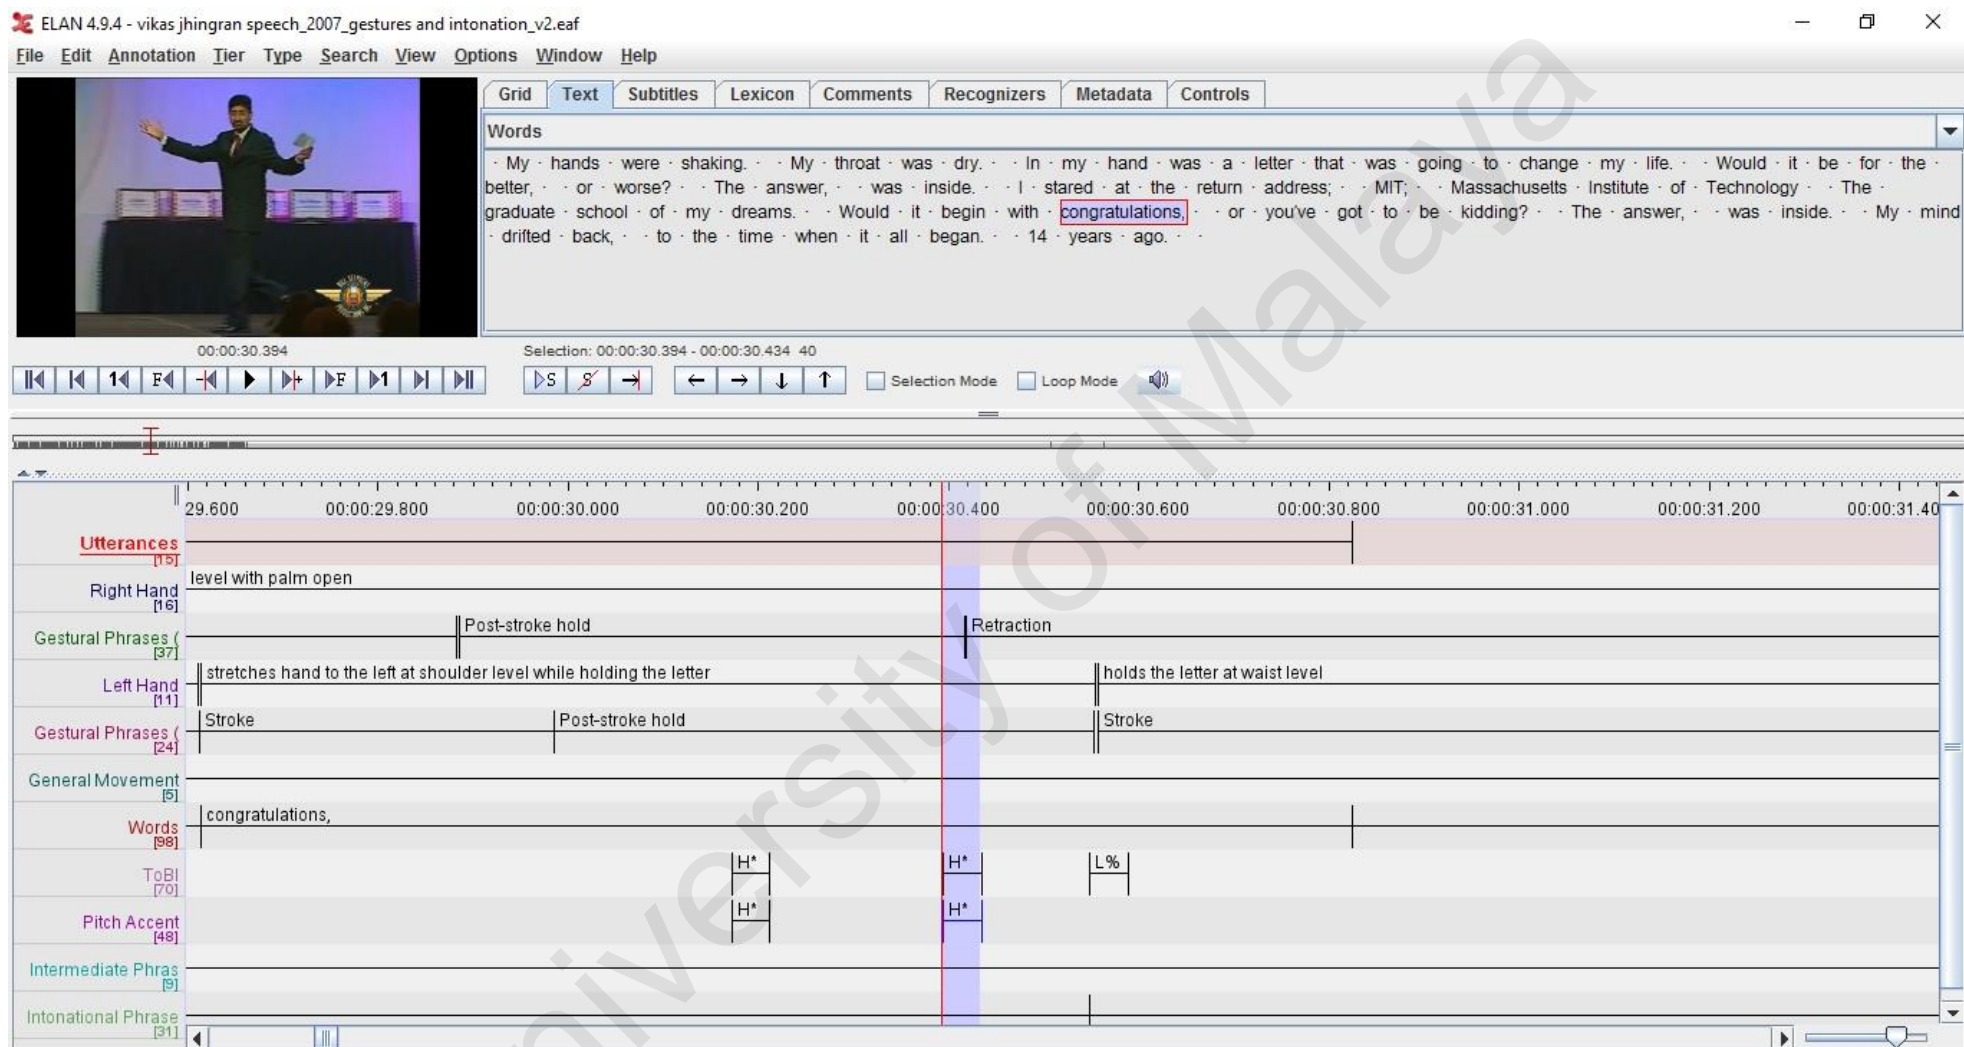 ELAN 4.9.4 - vikas jhingran speech_2007_gestures and intonation_v2.eaf
File Edit Annotation Tier Type Search View Options Window Help
Grid Text Subtitles Lexicon Comments Recognizers Metadata Controls
Words
· My · hands · were · shaking. · · My · throat · was · dry. · · In · my · hand · was · a · letter · that · was · going · to · change · my · life. · · Would · it · be · for · the ·
better, · · or · worse? · · The · answer, · · was · inside. · · I · stared · at · the · return · address; · · MIT; · · Massachusetts · Institute · of · Technology · · The ·
graduate · school · of · my · dreams. · · Would · it · begin · with · congratulations, · · or · you've · got · to · be · kidding? · · The · answer, · · was · inside. · · My · mind
· drifted · back, · · to · the · time · when · it · all · began. · · 14 · years · ago. · ·
00:00:30.394
Selection: 00:00:30.394 - 00:00:30.434 40
1 F F 1 S S Selection Mode Loop Mode
29.600 00:00:29.800 00:00:30.000 00:00:30.200 00:00:30.400 00:00:30.600 00:00:30.800 00:00:31.000 00:00:31.200 00:00:31.40
Utterances
[15]
Right Hand level with palm open
[16]
Gestural Phrases ( Post-stroke hold Retraction
[37]
Left Hand stretches hand to the left at shoulder level while holding the letter holds the letter at waist level
[11]
Gestural Phrases ( Stroke Post-stroke hold Stroke
[24]
General Movement
[5]
Words congratulations,
[98]
ToBI H* H* L%
[70]
Pitch Accent H* H*
[48]
Intermediate Phras
[9]
Intonational Phrase
[31]
niversity of Malaya